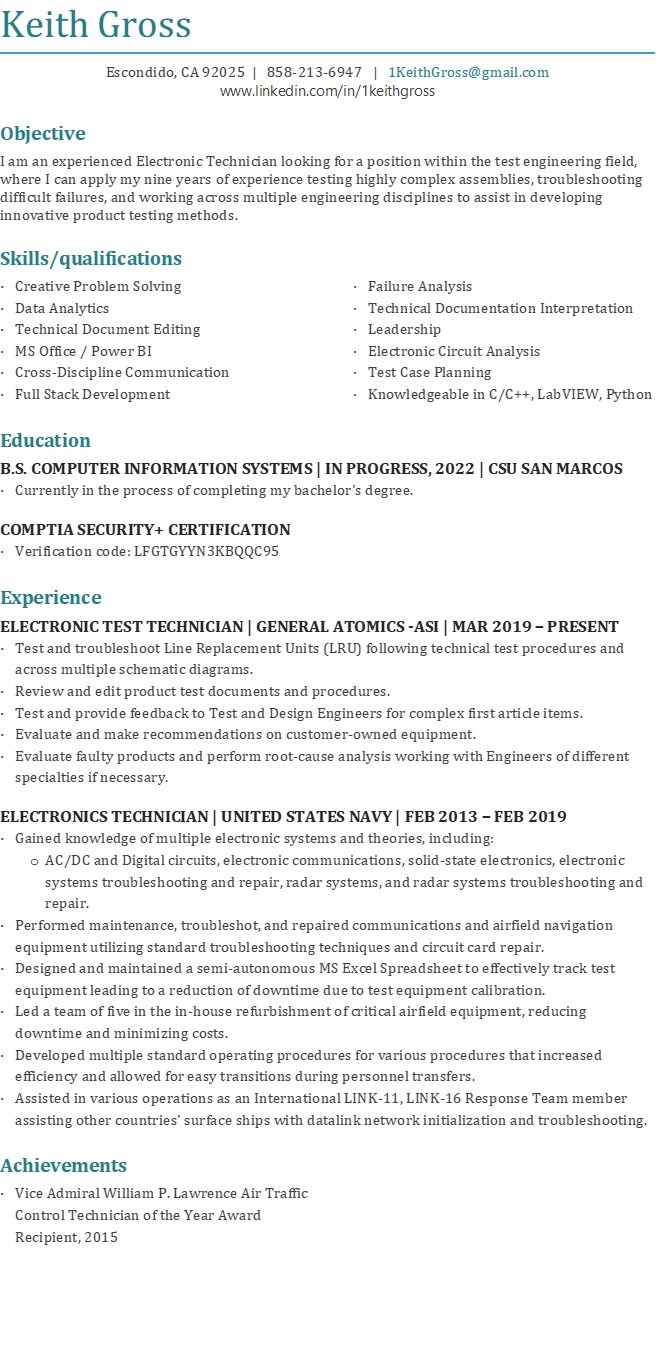 Keith Gross
Escondido, CA 92025 | 858-213-6947 | 1KeithGross@gmail.com
www.linkedin.com/in/1keithgross
Objective
I am an experienced Electronic Technician looking for a position within the test engineering field,
where I can apply my nine years of experience testing highly complex assemblies, troubleshooting
difficult failures, and working across multiple engineering disciplines to assist in developing
innovative product testing methods.
Skills/qualifications
· Creative Problem Solving
· Data Analytics
· Technical Document Editing
· MS Office / Power BI
· Cross-Discipline Communication
· Full Stack Development
· Failure Analysis
· Technical Documentation Interpretation
· Leadership
· Electronic Circuit Analysis
· Test Case Planning
· Knowledgeable in C/C++, LabVIEW, Python
Education
B.S. COMPUTER INFORMATION SYSTEMS | IN PROGRESS, 2022 | CSU SAN MARCOS
· Currently in the process of completing my bachelor's degree.
COMPTIA SECURITY+ CERTIFICATION
· Verification code: LFGTGYYN3KBQQC95
Experience
ELECTRONIC TEST TECHNICIAN | GENERAL ATOMICS -ASI | MAR 2019 – PRESENT
· Test and troubleshoot Line Replacement Units (LRU) following technical test procedures and
across multiple schematic diagrams.
· Review and edit product test documents and procedures.
· Test and provide feedback to Test and Design Engineers for complex first article items.
· Evaluate and make recommendations on customer-owned equipment.
· Evaluate faulty products and perform root-cause analysis working with Engineers of different
specialties if necessary.
ELECTRONICS TECHNICIAN | UNITED STATES NAVY | FEB 2013 – FEB 2019
· Gained knowledge of multiple electronic systems and theories, including:
o AC/DC and Digital circuits, electronic communications, solid-state electronics, electronic
systems troubleshooting and repair, radar systems, and radar systems troubleshooting and
repair.
· Performed maintenance, troubleshot, and repaired communications and airfield navigation
equipment utilizing standard troubleshooting techniques and circuit card repair.
· Designed and maintained a semi-autonomous MS Excel Spreadsheet to effectively track test
equipment leading to a reduction of downtime due to test equipment calibration.
· Led a team of five in the in-house refurbishment of critical airfield equipment, reducing
downtime and minimizing costs.
· Developed multiple standard operating procedures for various procedures that increased
efficiency and allowed for easy transitions during personnel transfers.
· Assisted in various operations as an International LINK-11, LINK-16 Response Team member
assisting other countries' surface ships with datalink network initialization and troubleshooting.
Achievements
· Vice Admiral William P. Lawrence Air Traffic
Control Technician of the Year Award
Recipient, 2015